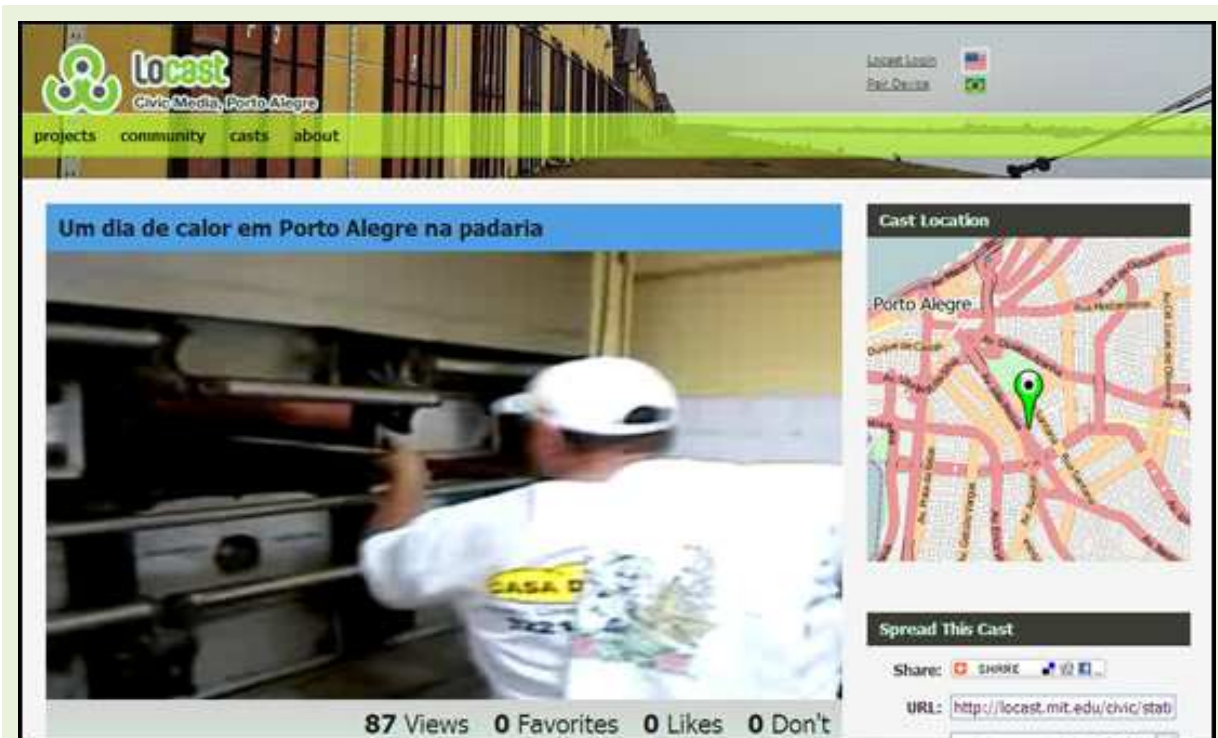 Locast
Civic Media, Porto Alegre
Locast Login
Pair Device
projects community casts about
Um dia de calor em Porto Alegre na padaria
CASA D
87 Views 0 Favorites 0 Likes 0 Don't
Cast Location
Porto Alegre
Spread This Cast
Share: SHARE
URL: http://locast.mit.edu/civic/stati